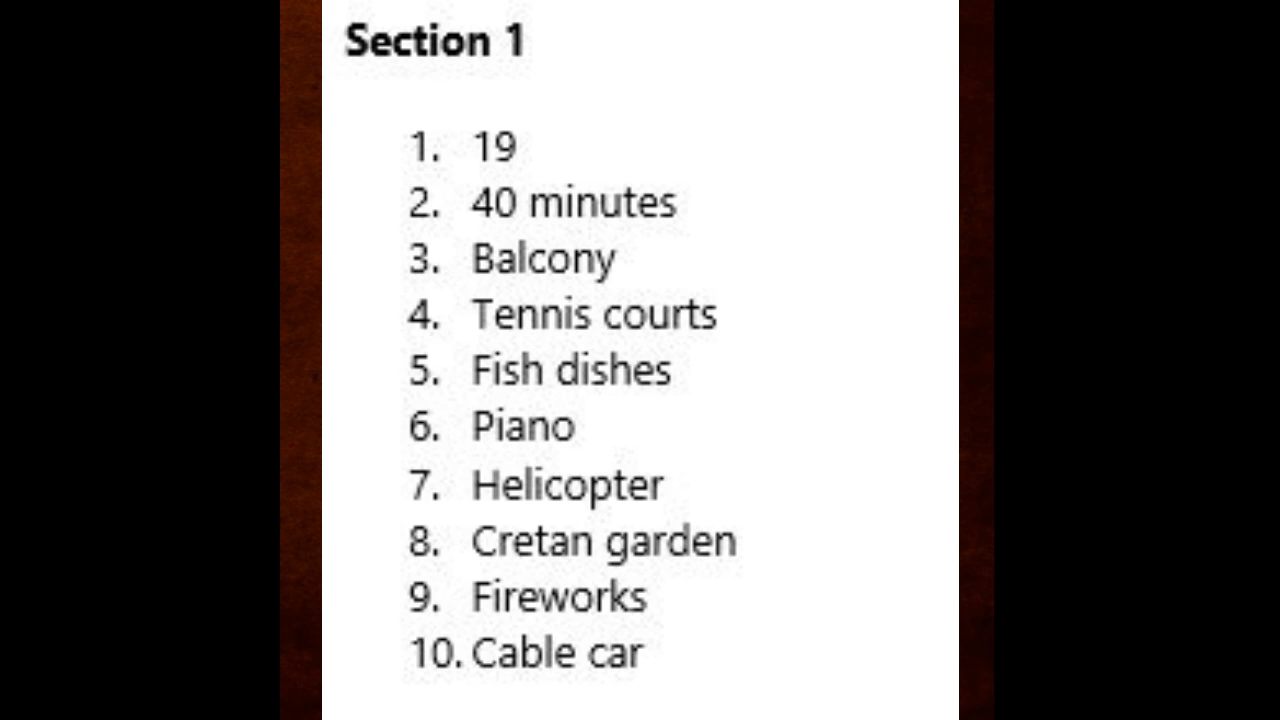 Section 1
1. 19
2. 40 minutes
3. Balcony
4. Tennis courts
5. Fish dishes
6. Piano
7. Helicopter
8. Cretan garden
9. Fireworks
10. Cable car